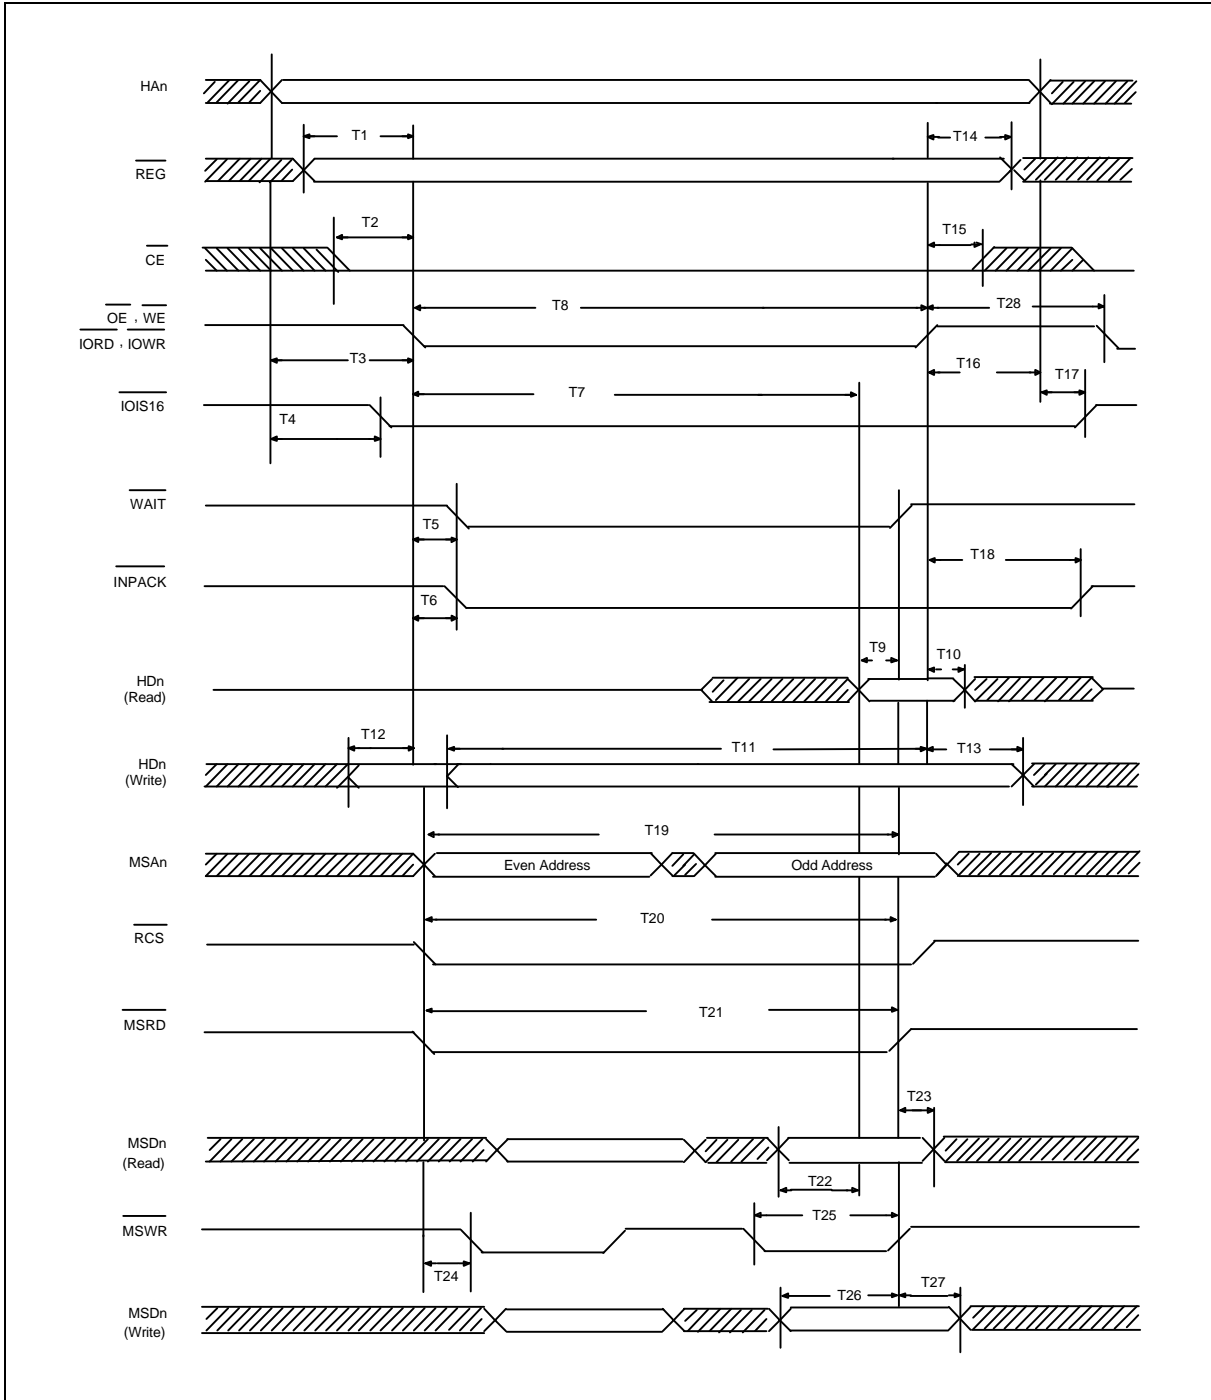 HAn
T1
T14
REG
T2
T15
CE
T8
T28
OE , WE
IORD , IOWR
T3
T16
T17
T7
IOIS16
T4
WAIT
T5
T18
INPACK
T6
T9
T10
HDn
(Read)
T12
T11
T13
HDn
(Write)
T19
MSAn
Even Address
Odd Address
T20
RCS
T21
MSRD
T23
MSDn
(Read)
T22
T25
MSWR
T24
T26
T27
MSDn
(Write)